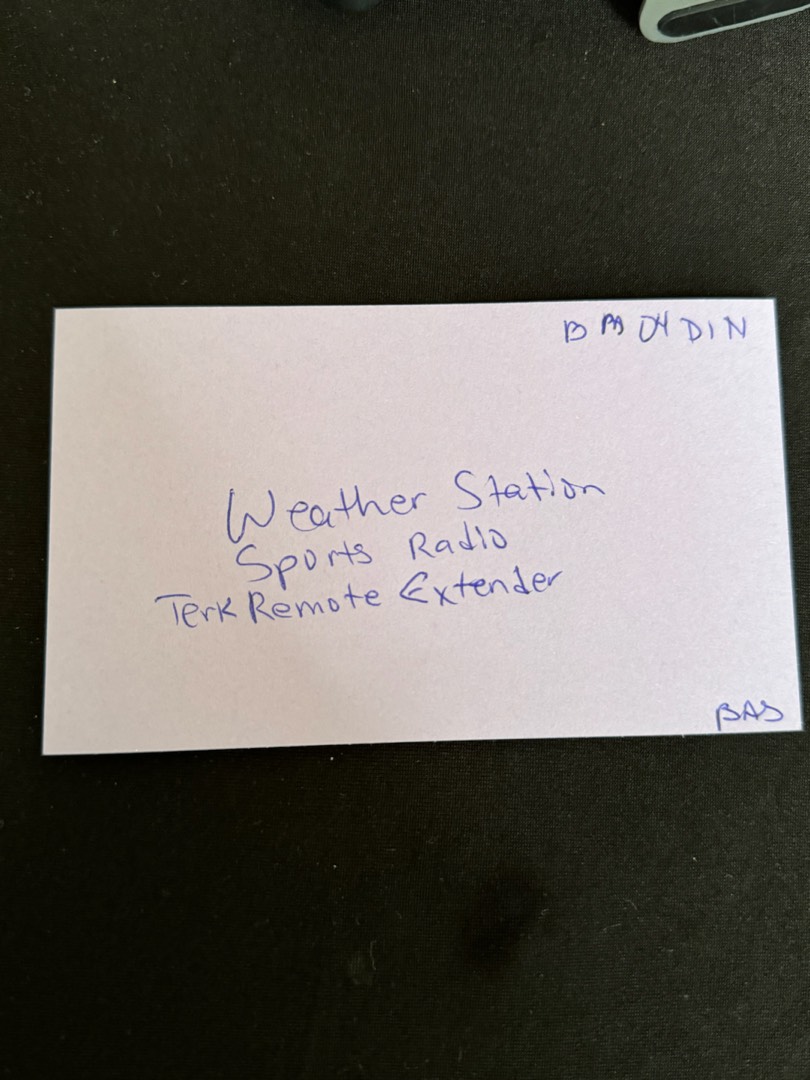 Weather Station
Sports Radio
Terk Remote Extender
BAS